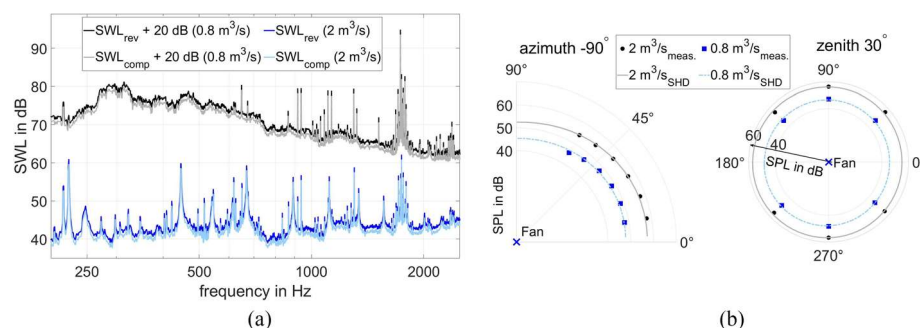 (a)
SWL_rev + 20 dB (0.8 m³/s)
SWL_rev (2 m³/s)
SWL_comp + 20 dB (0.8 m³/s)
SWL_comp (2 m³/s)
SWL in dB
90
80
70
60
50
40
250
500
1000
2000
frequency in Hz
(a)
(b)
2 m³/s_meas.
0.8 m³/s_meas.
2 m³/s_SHD
0.8 m³/s_SHD
azimuth -90°
90°
60
50
40
45°
0°
SPL in dB
Fan
zenith 30°
90°
60
40
180°
SPL in dB
Fan
0
270°
(b)